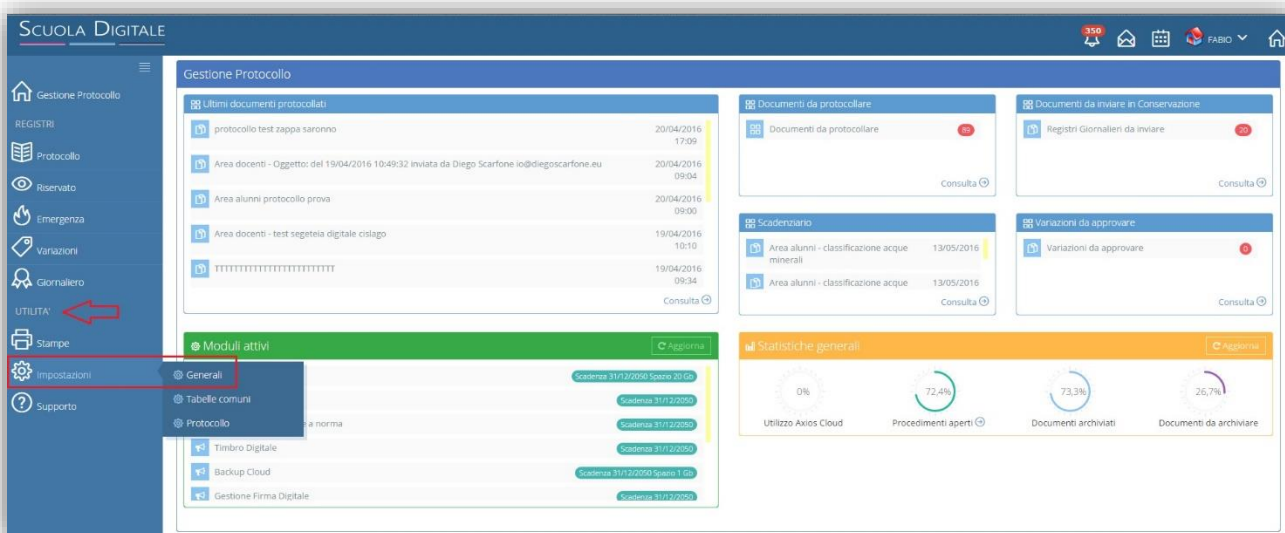 SCUOLA DIGITALE
350
FABIO
Gestione Protocollo
REGISTRI
Protocollo
Riservato
Emergenza
Variazioni
Giornaliero
UTILITA'
Stampe
Impostazioni
Supporto
Generali
Tabelle comuni
Protocollo
Gestione Protocollo
Ultimi documenti protocollati
protocollo test zappa saronno 20/04/2016
17:09
Area docenti - Oggetto: del 19/04/2016 10:49:32 inviata da Diego Scarfone io@diegoscarfone.eu 20/04/2016
09:04
Area alunni protocollo prova 20/04/2016
09:00
Area docenti - test segeteia digitale cislago 19/04/2016
10:10
TTTTTTTTTTTTTTTTTTTTTTTT 19/04/2016
09:34
Consulta
Documenti da protocollare
Documenti da protocollare 89
Consulta
Documenti da inviare in Conservazione
Registri Giornalieri da inviare 20
Consulta
Scadenziario
Area alunni - classificazione acque 13/05/2016
minerali
Area alunni - classificazione acque 13/05/2016
Consulta
Variazioni da approvare
Variazioni da approvare 0
Consulta
Moduli attivi Aggiorna
Scadenza 31/12/2050 Spazio 20 Gb
Scadenza 31/12/2050
a norma Scadenza 31/12/2050
Timbro Digitale Scadenza 31/12/2050
Backup Cloud Scadenza 31/12/2050 Spazio 1 Gb
Gestione Firma Digitale Scadenza 31/12/2050
Statistiche generali Aggiorna
0% 72,4% 73,3% 26,7%
Utilizzo Axios Cloud Procedimenti aperti Documenti archiviati Documenti da archiviare